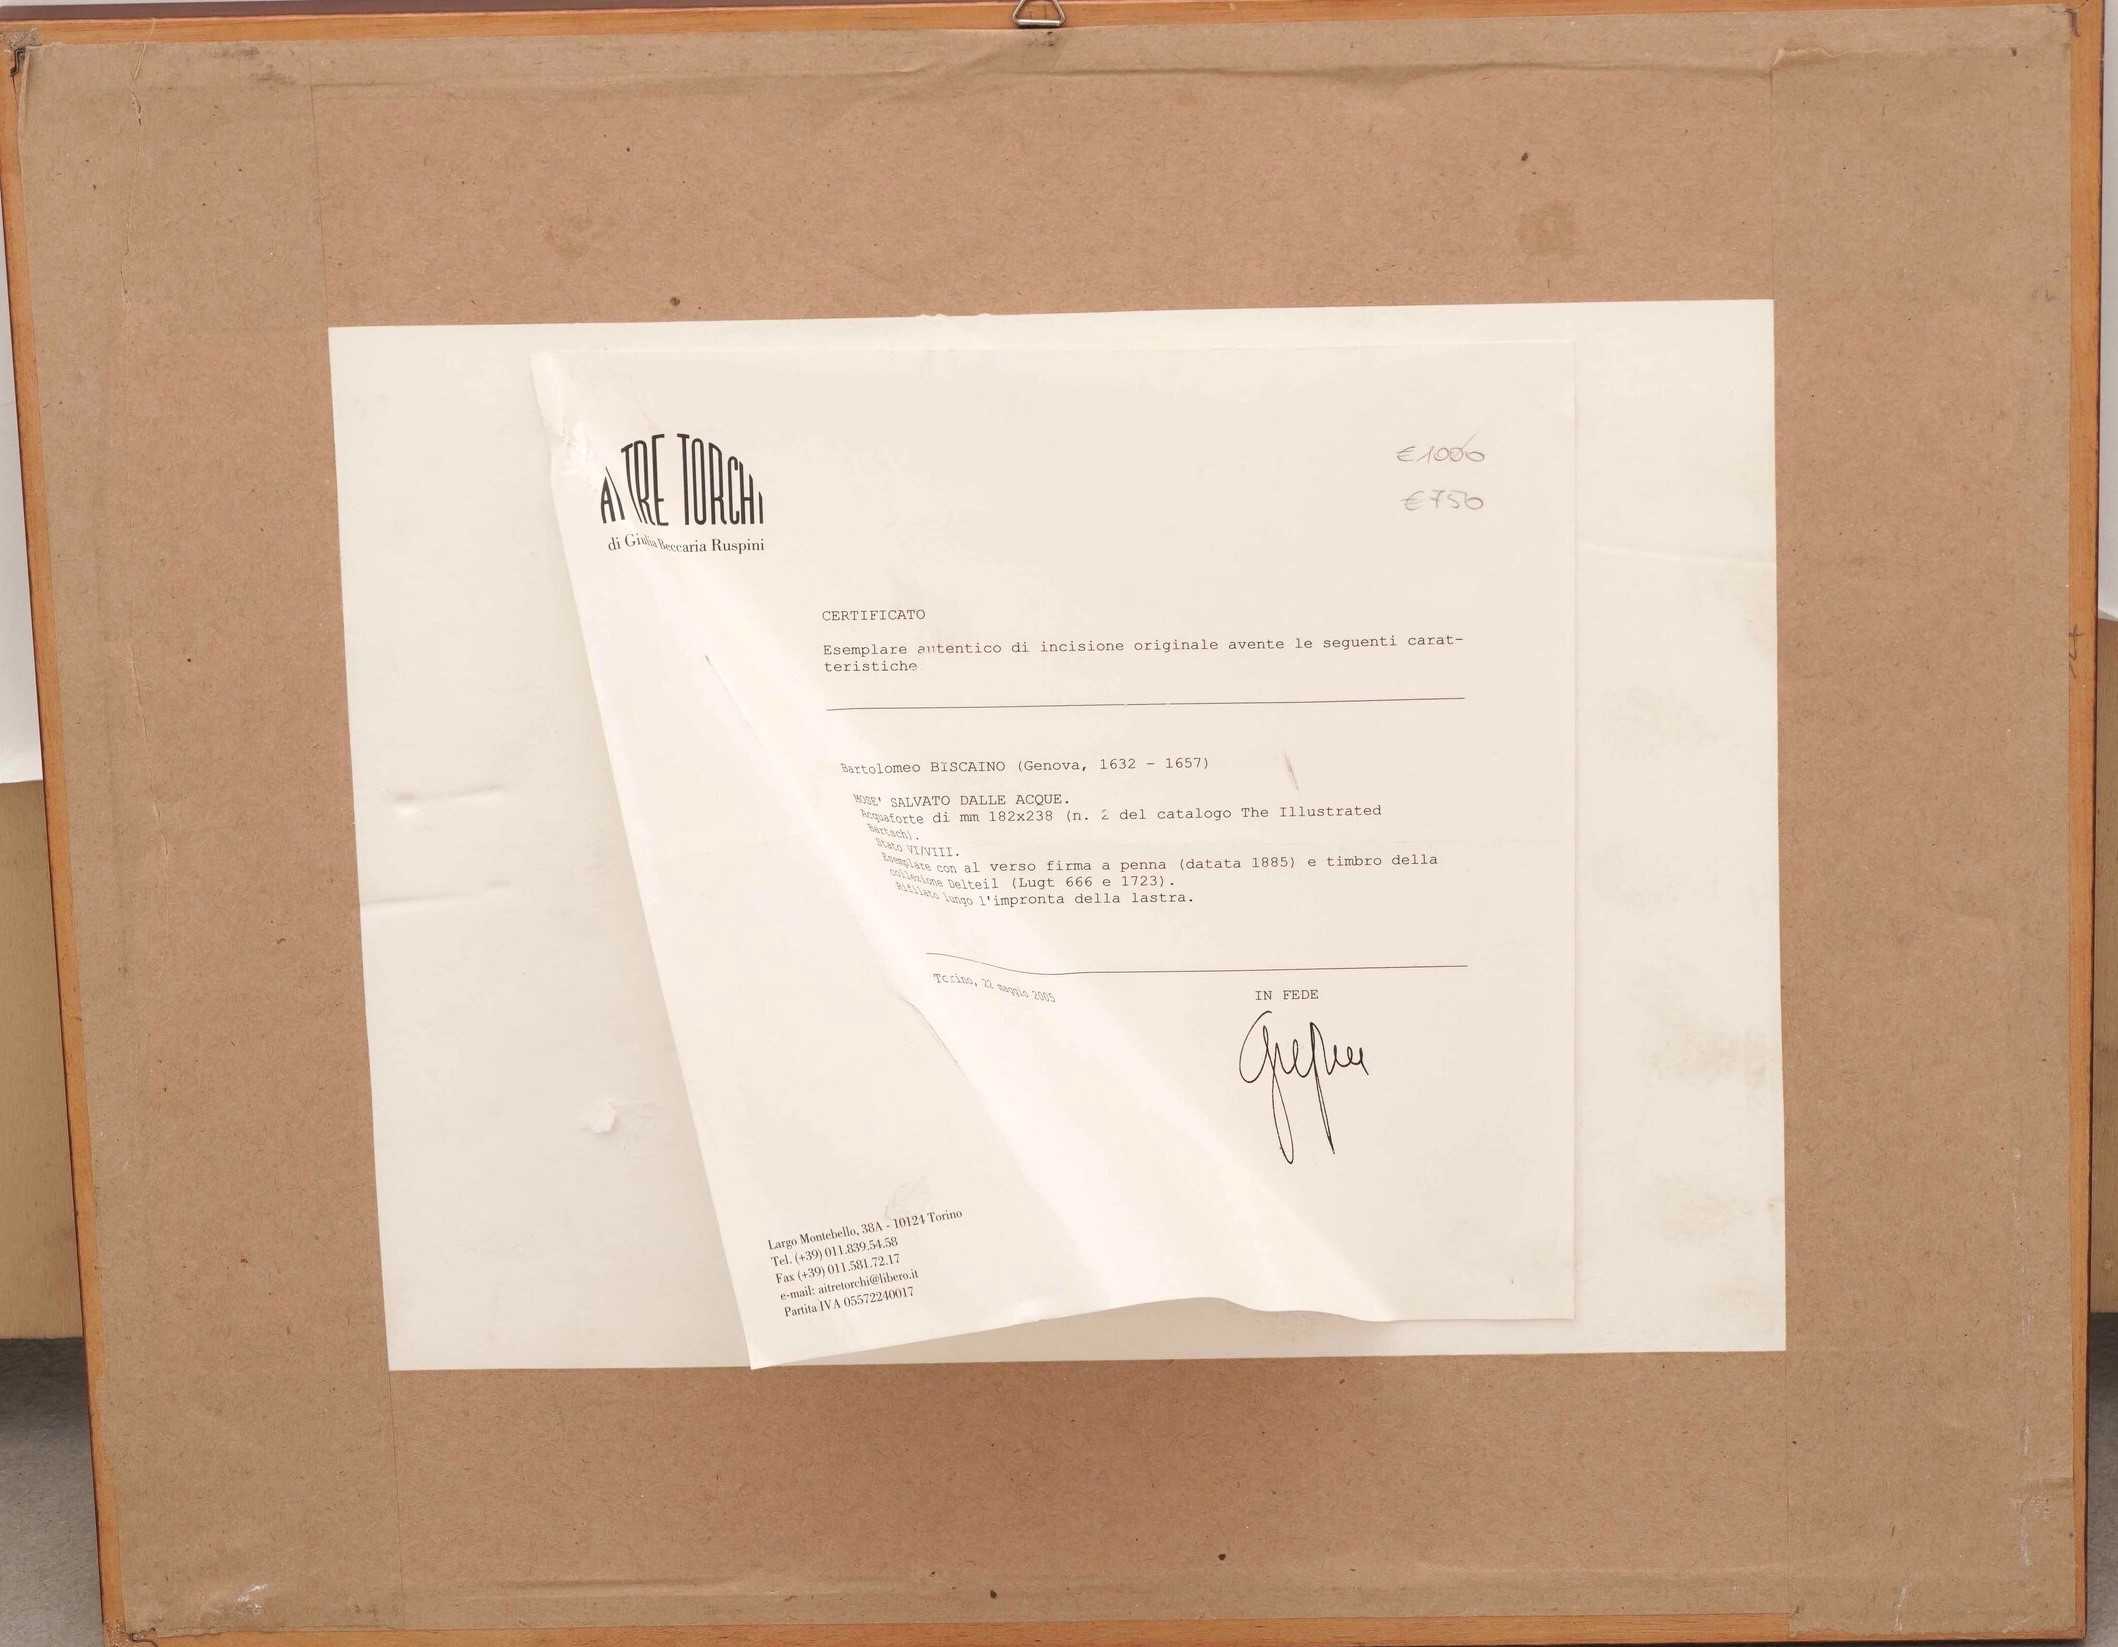 AI TRE TORCHI
di Giulia Beccaria Ruspini
€1000
€750
CERTIFICATO
Esemplare autentico di incisione originale avente le seguenti carat-
teristiche
Bartolomeo BISCAINO (Genova, 1632 - 1657)
MOSE' SALVATO DALLE ACQUE.
Acquaforte di mm 182x238 (n. 2 del catalogo The Illustrated
Bartsch).
Stato VI/VIII.
Esemplare con al verso firma a penna (datata 1885) e timbro della
collezione Delteil (Lugt 666 e 1723).
Rifilato lungo l'impronta della lastra.
Torino, 22 maggio 2005
IN FEDE
Largo Montebello, 38A - 10124 Torino
Tel. (+39) 011.839.54.58
Fax (+39) 011.581.72.17
e-mail: aitretorchi@libero.it
Partita IVA 05572240017